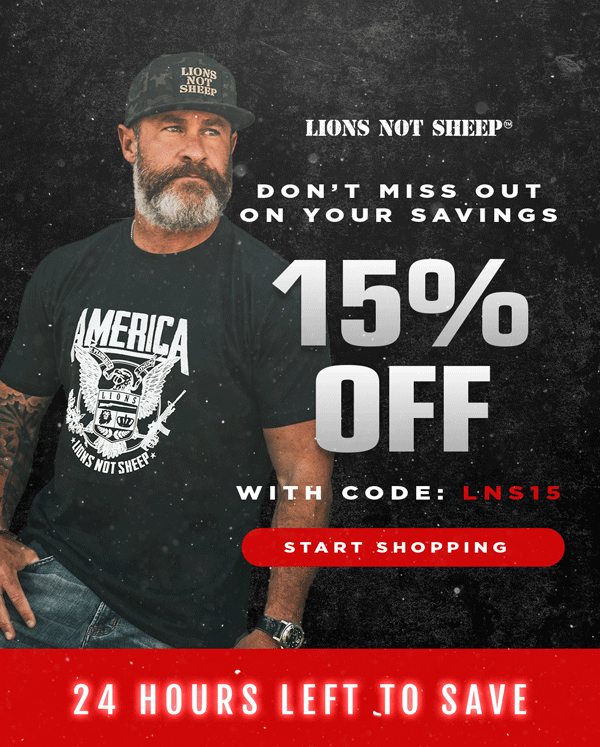 LIONS
NOT
SHEEP
LIONS NOT SHEEP™
DON'T MISS OUT
ON YOUR SAVINGS
15%
OFF
AMERICA
LIONS
LIONS NOT SHEEP
WITH CODE: LNS15
START SHOPPING
24 HOURS LEFT TO SAVE